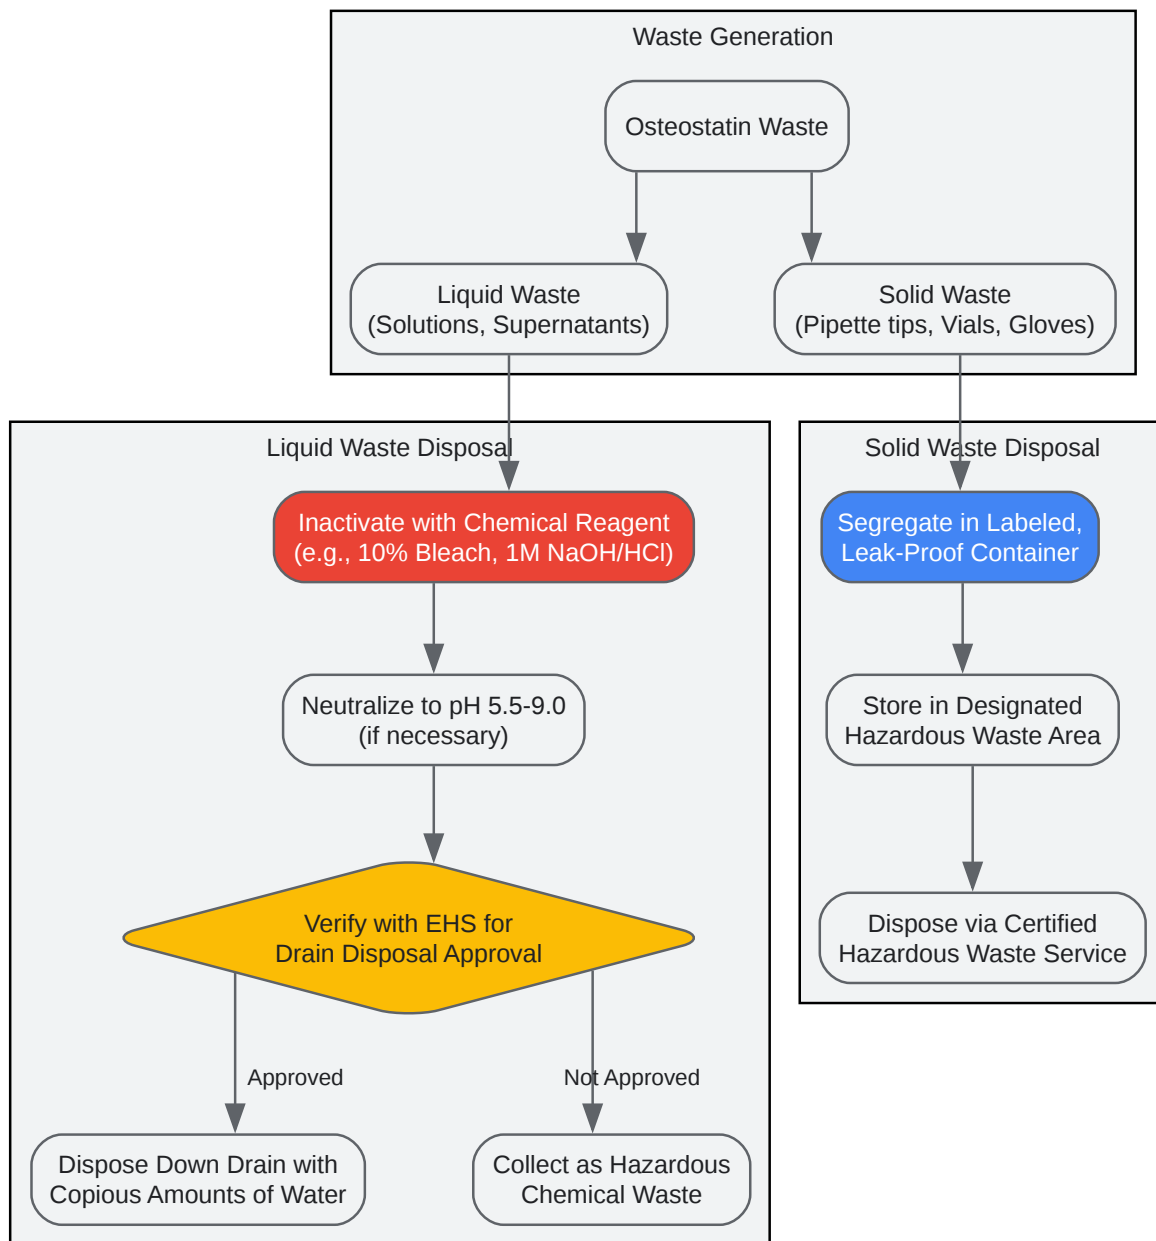 Waste Generation
Osteostatin Waste
Liquid Waste
(Solutions, Supernatants)
Solid Waste
(Pipette tips, Vials, Gloves)
Liquid Waste Disposal
Inactivate with Chemical Reagent
(e.g., 10% Bleach, 1M NaOH/HCl)
Neutralize to pH 5.5-9.0
(if necessary)
Verify with EHS for
Drain Disposal Approval
Approved
Not Approved
Dispose Down Drain with
Copious Amounts of Water
Collect as Hazardous
Chemical Waste
Solid Waste Disposal
Segregate in Labeled,
Leak-Proof Container
Store in Designated
Hazardous Waste Area
Dispose via Certified
Hazardous Waste Service